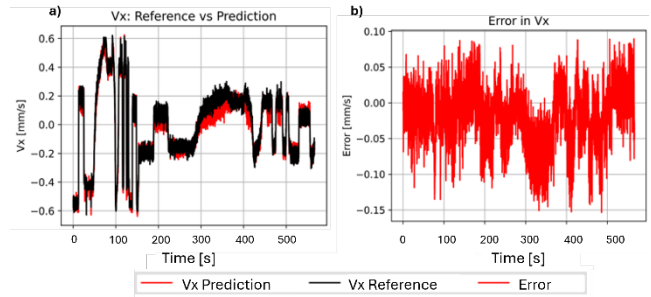 a)
Vx: Reference vs Prediction
Vx [mm/s]
0.6
0.4
0.2
0.0
−0.2
−0.4
−0.6
0 100 200 300 400 500
Time [s]
b)
Error in Vx
Error [mm/s]
0.10
0.05
0.00
−0.05
−0.10
−0.15
0 100 200 300 400 500
Time [s]
Vx Prediction Vx Reference Error